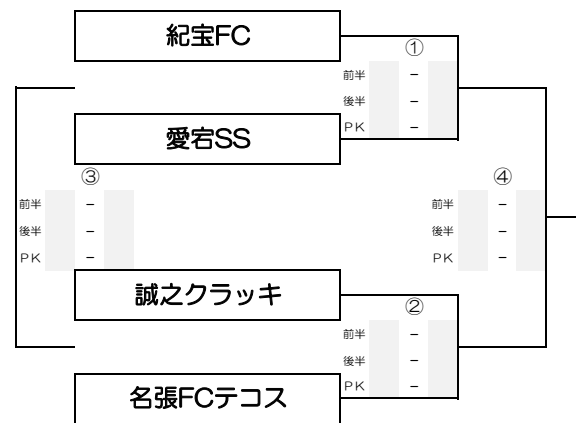 紀宝FC
①
前半 -
後半 -
PK -
愛宕SS
③
前半 -
後半 -
PK -
④
前半 -
後半 -
PK -
誠之クラッキ
②
前半 -
後半 -
PK -
名張FCテコス